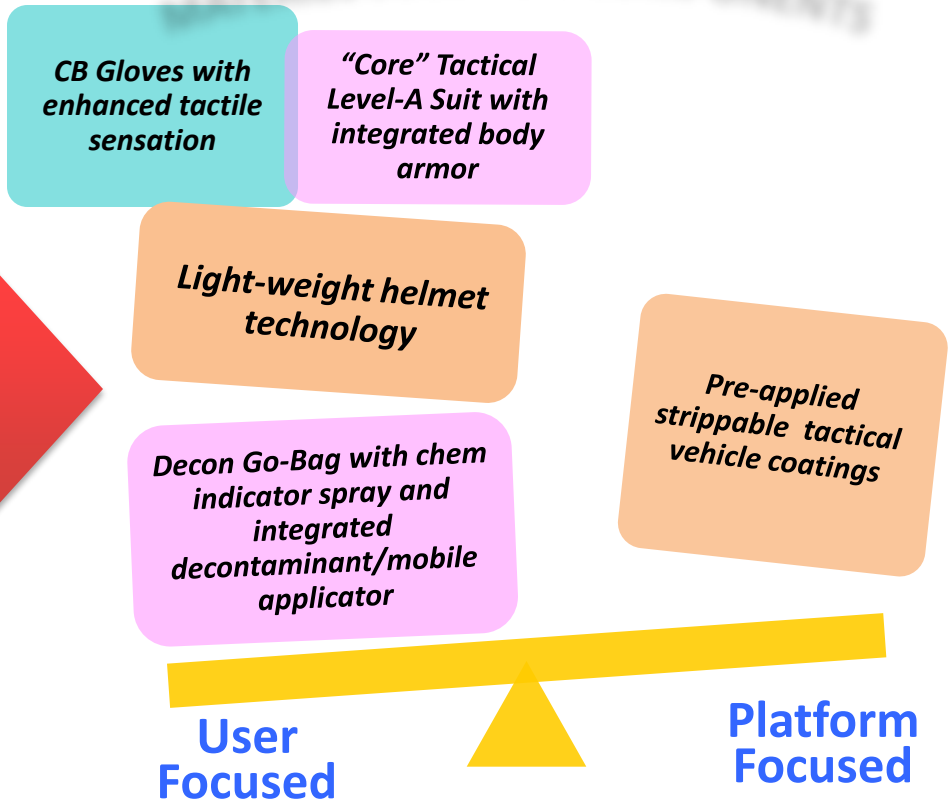 CB Gloves with
enhanced tactile
sensation
“Core” Tactical
Level-A Suit with
integrated body
armor
Light-weight helmet
technology
Pre-applied
strippable tactical
vehicle coatings
Decon Go-Bag with chem
indicator spray and
integrated
decontaminant/mobile
applicator
User
Focused
Platform
Focused